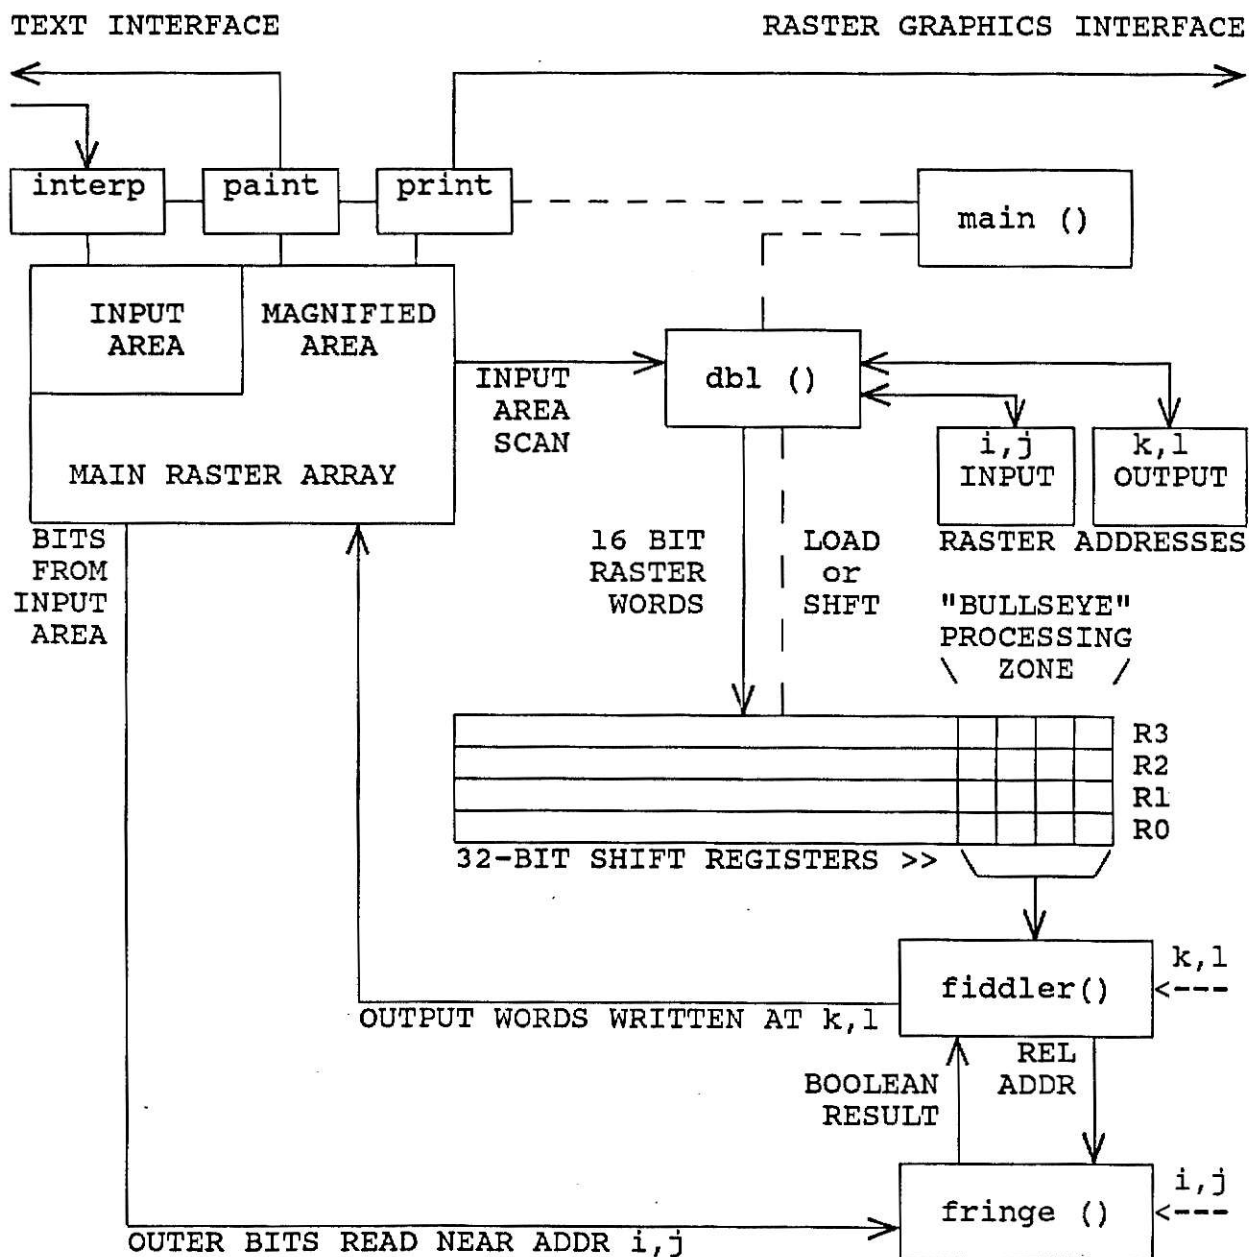 TEXT INTERFACE
RASTER GRAPHICS INTERFACE
interp
paint
print
main ()
INPUT
AREA
MAGNIFIED
AREA
MAIN RASTER ARRAY
INPUT
AREA
SCAN
dbl ()
i,j
INPUT
k,l
OUTPUT
RASTER ADDRESSES
BITS
FROM
INPUT
AREA
16 BIT
RASTER
WORDS
LOAD
or
SHFT
"BULLSEYE"
PROCESSING
\ ZONE /
R3
R2
R1
R0
32-BIT SHIFT REGISTERS >>
fiddler()
k,l
<---
OUTPUT WORDS WRITTEN AT k,l
REL
ADDR
BOOLEAN
RESULT
fringe ()
i,j
<---
OUTER BITS READ NEAR ADDR i,j